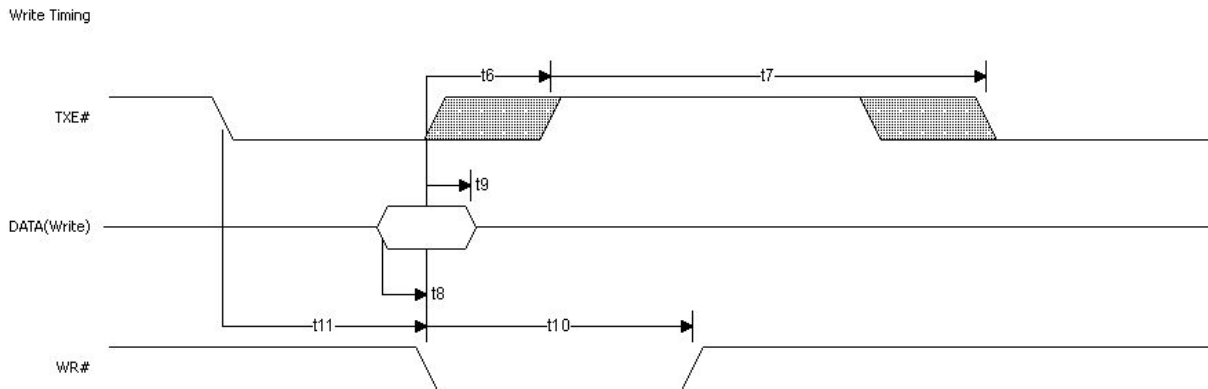 Write Timing
t6
t7
TXE#
t9
DATA(Write)
t8
t11
t10
WR#